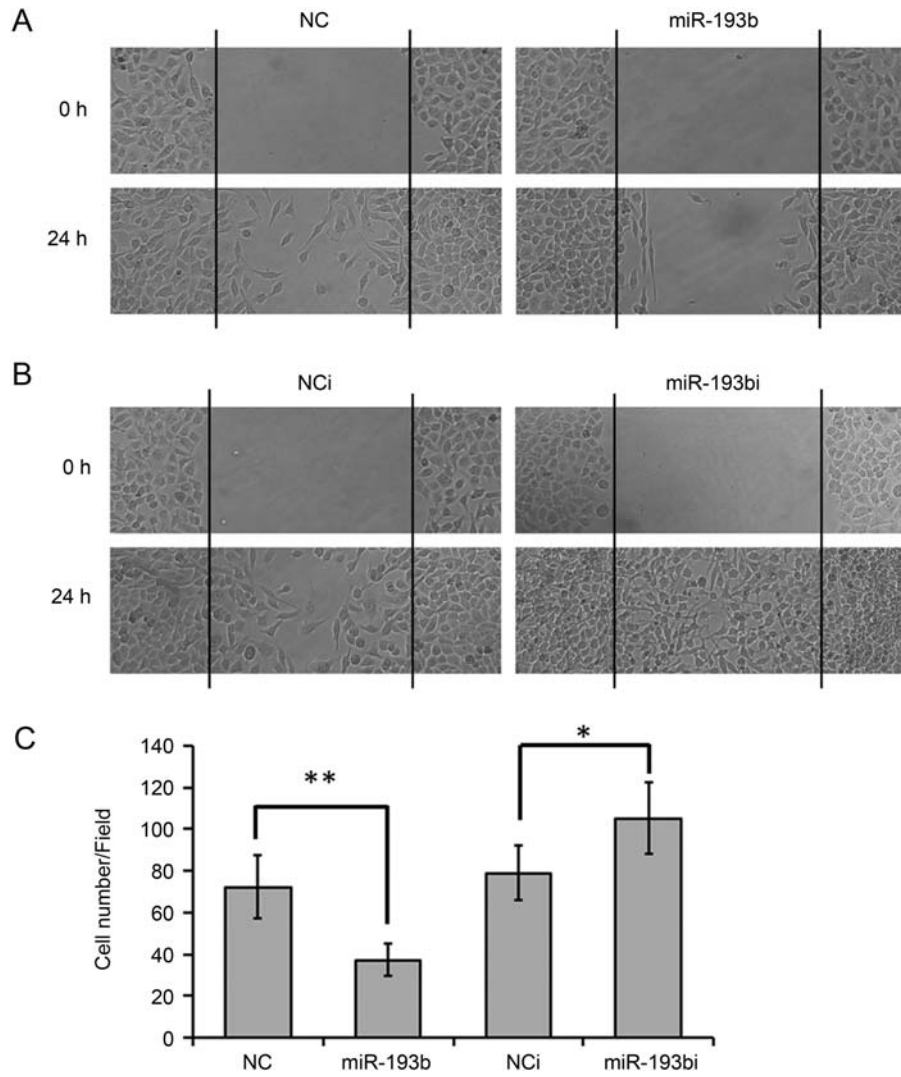 A
NC miR-193b
0 h
24 h
B
NCi miR-193bi
0 h
24 h
C
140
120
100
80
60
40
20
0
Cell number/Field
**
*
NC miR-193b NCi miR-193bi